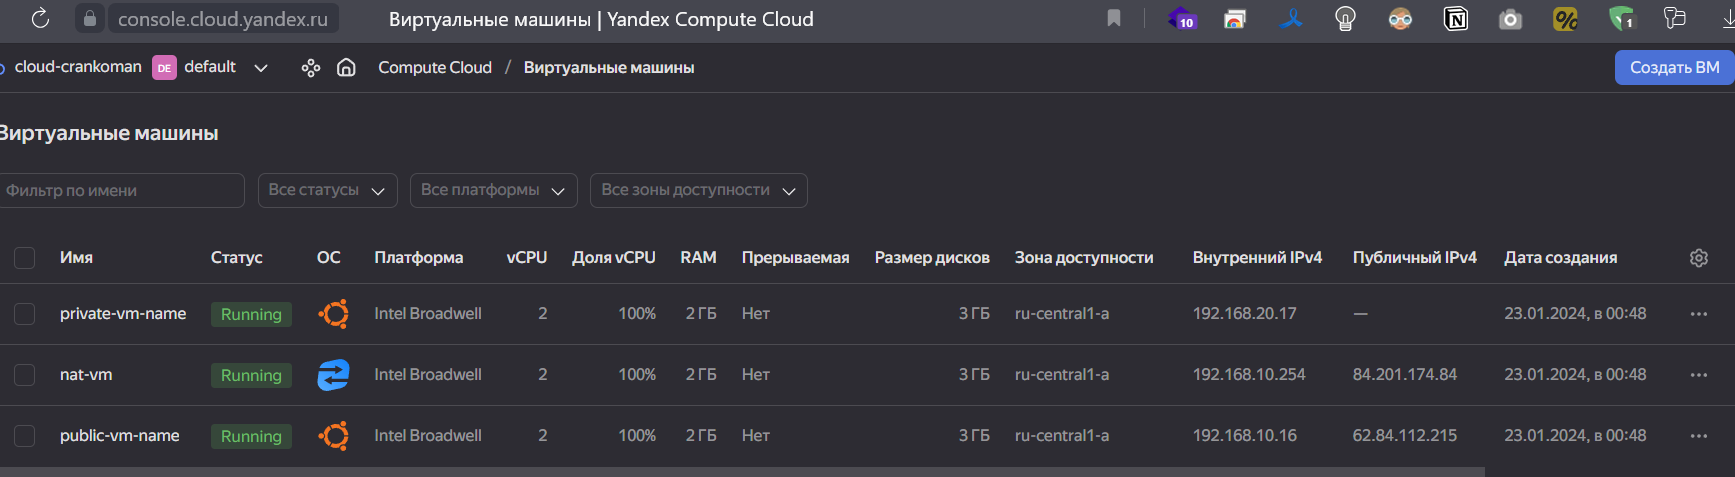 console.cloud.yandex.ru Виртуальные машины | Yandex Compute Cloud 10 1
cloud-crankoman DE default Compute Cloud / Виртуальные машины Создать ВМ
Виртуальные машины
Фильтр по имени Все статусы Все платформы Все зоны доступности
Имя Статус ОС Платформа vCPU Доля vCPU RAM Прерываемая Размер дисков Зона доступности Внутренний IPv4 Публичный IPv4 Дата создания
private-vm-name Running Intel Broadwell 2 100% 2 ГБ Нет 3 ГБ ru-central1-a 192.168.20.17 — 23.01.2024, в 00:48
nat-vm Running Intel Broadwell 2 100% 2 ГБ Нет 3 ГБ ru-central1-a 192.168.10.254 84.201.174.84 23.01.2024, в 00:48
public-vm-name Running Intel Broadwell 2 100% 2 ГБ Нет 3 ГБ ru-central1-a 192.168.10.16 62.84.112.215 23.01.2024, в 00:48